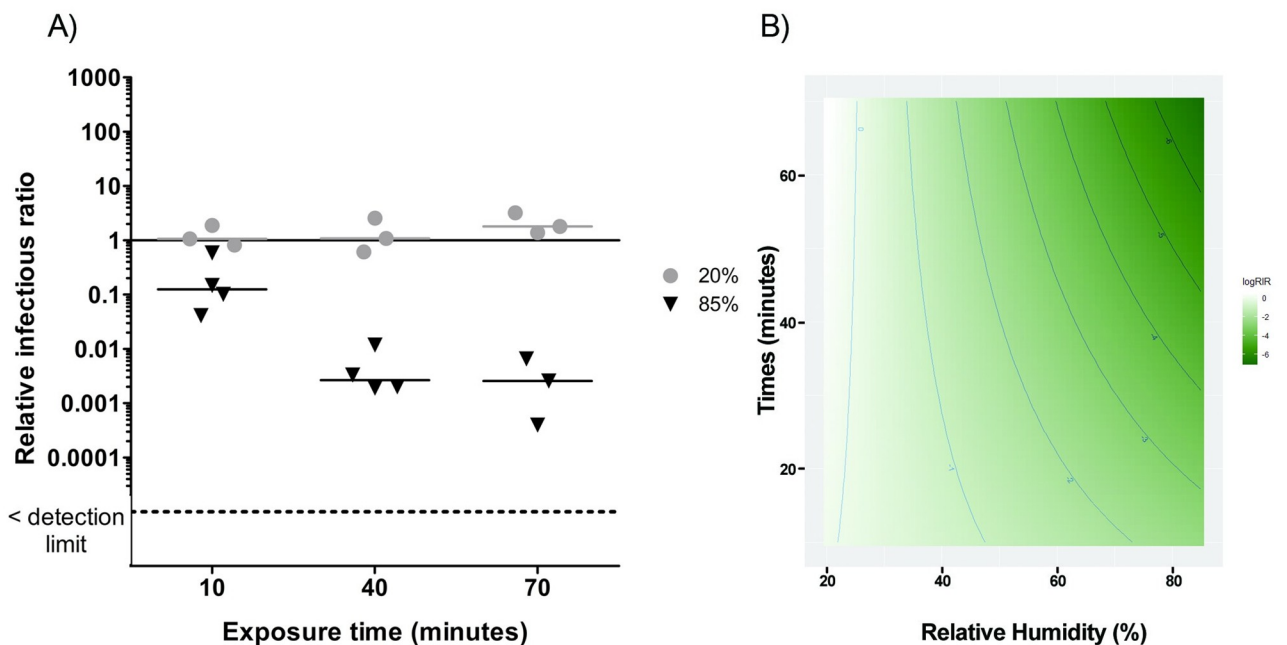 A)
1000
100
10
1
0.1
0.01
0.001
0.0001
< detection
limit
Relative infectious ratio
10 40 70
Exposure time (minutes)
20%
85%
B)
60
40
20
Times (minutes)
20 40 60 80
Relative Humidity (%)
logRIR
0
-2
-4
-6
0
-1